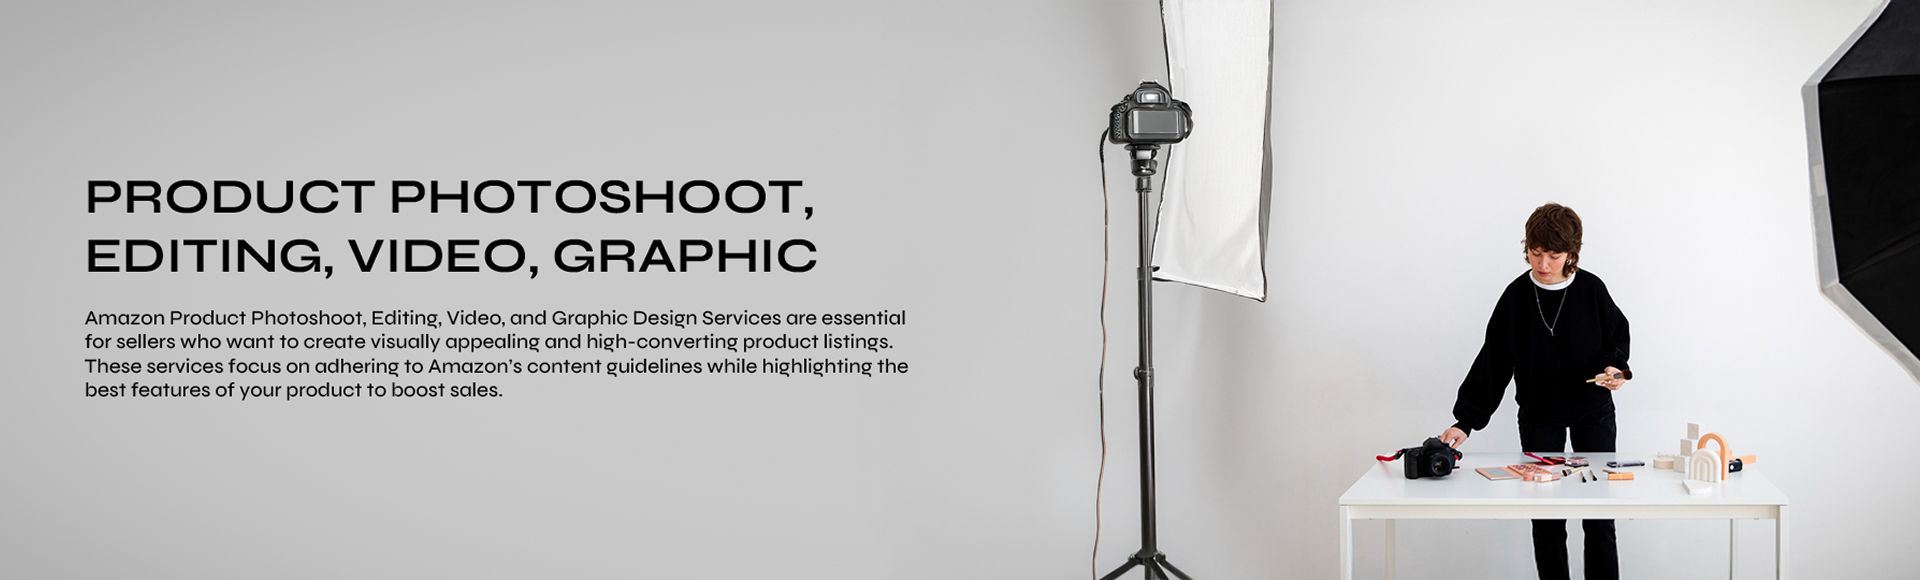 PRODUCT PHOTOSHOOT,
EDITING, VIDEO, GRAPHIC
Amazon Product Photoshoot, Editing, Video, and Graphic Design Services are essential
for sellers who want to create visually appealing and high-converting product listings.
These services focus on adhering to Amazon’s content guidelines while highlighting the
best features of your product to boost sales.